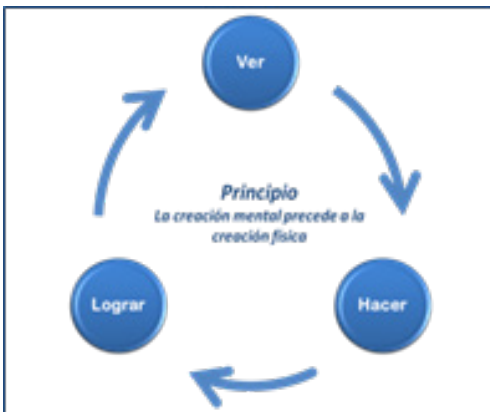 Ver
Principio
La creación mental precede a la
creación física
Lograr
Hacer